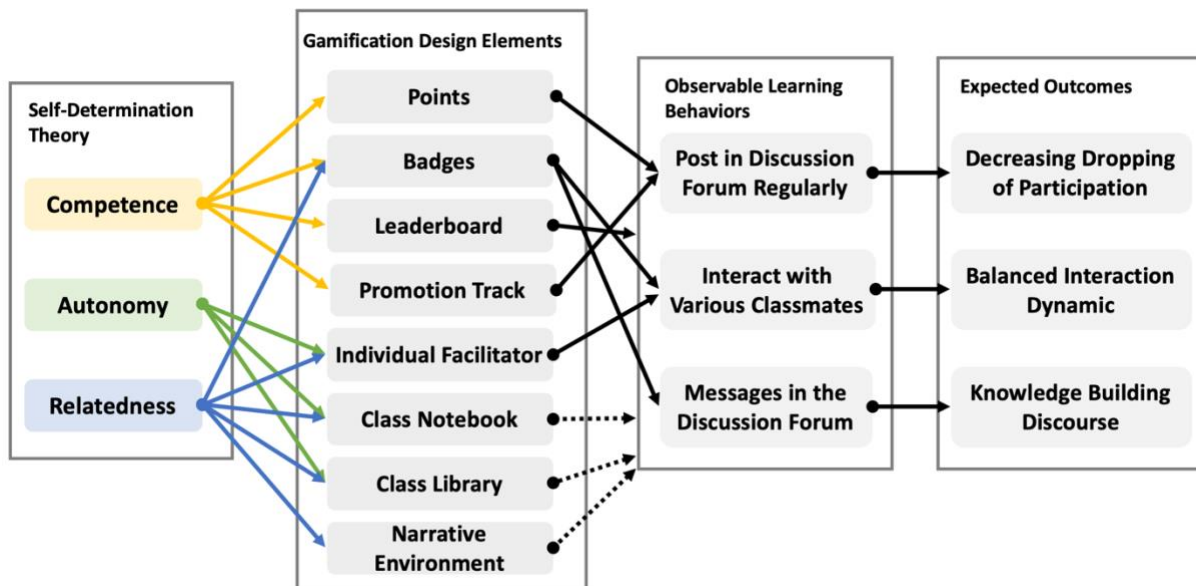 Self-Determination
Theory
Competence
Autonomy
Relatedness
Gamification Design Elements
Points
Badges
Leaderboard
Promotion Track
Individual Facilitator
Class Notebook
Class Library
Narrative
Environment
Observable Learning
Behaviors
Post in Discussion
Forum Regularly
Interact with
Various Classmates
Messages in the
Discussion Forum
Expected Outcomes
Decreasing Dropping
of Participation
Balanced Interaction
Dynamic
Knowledge Building
Discourse